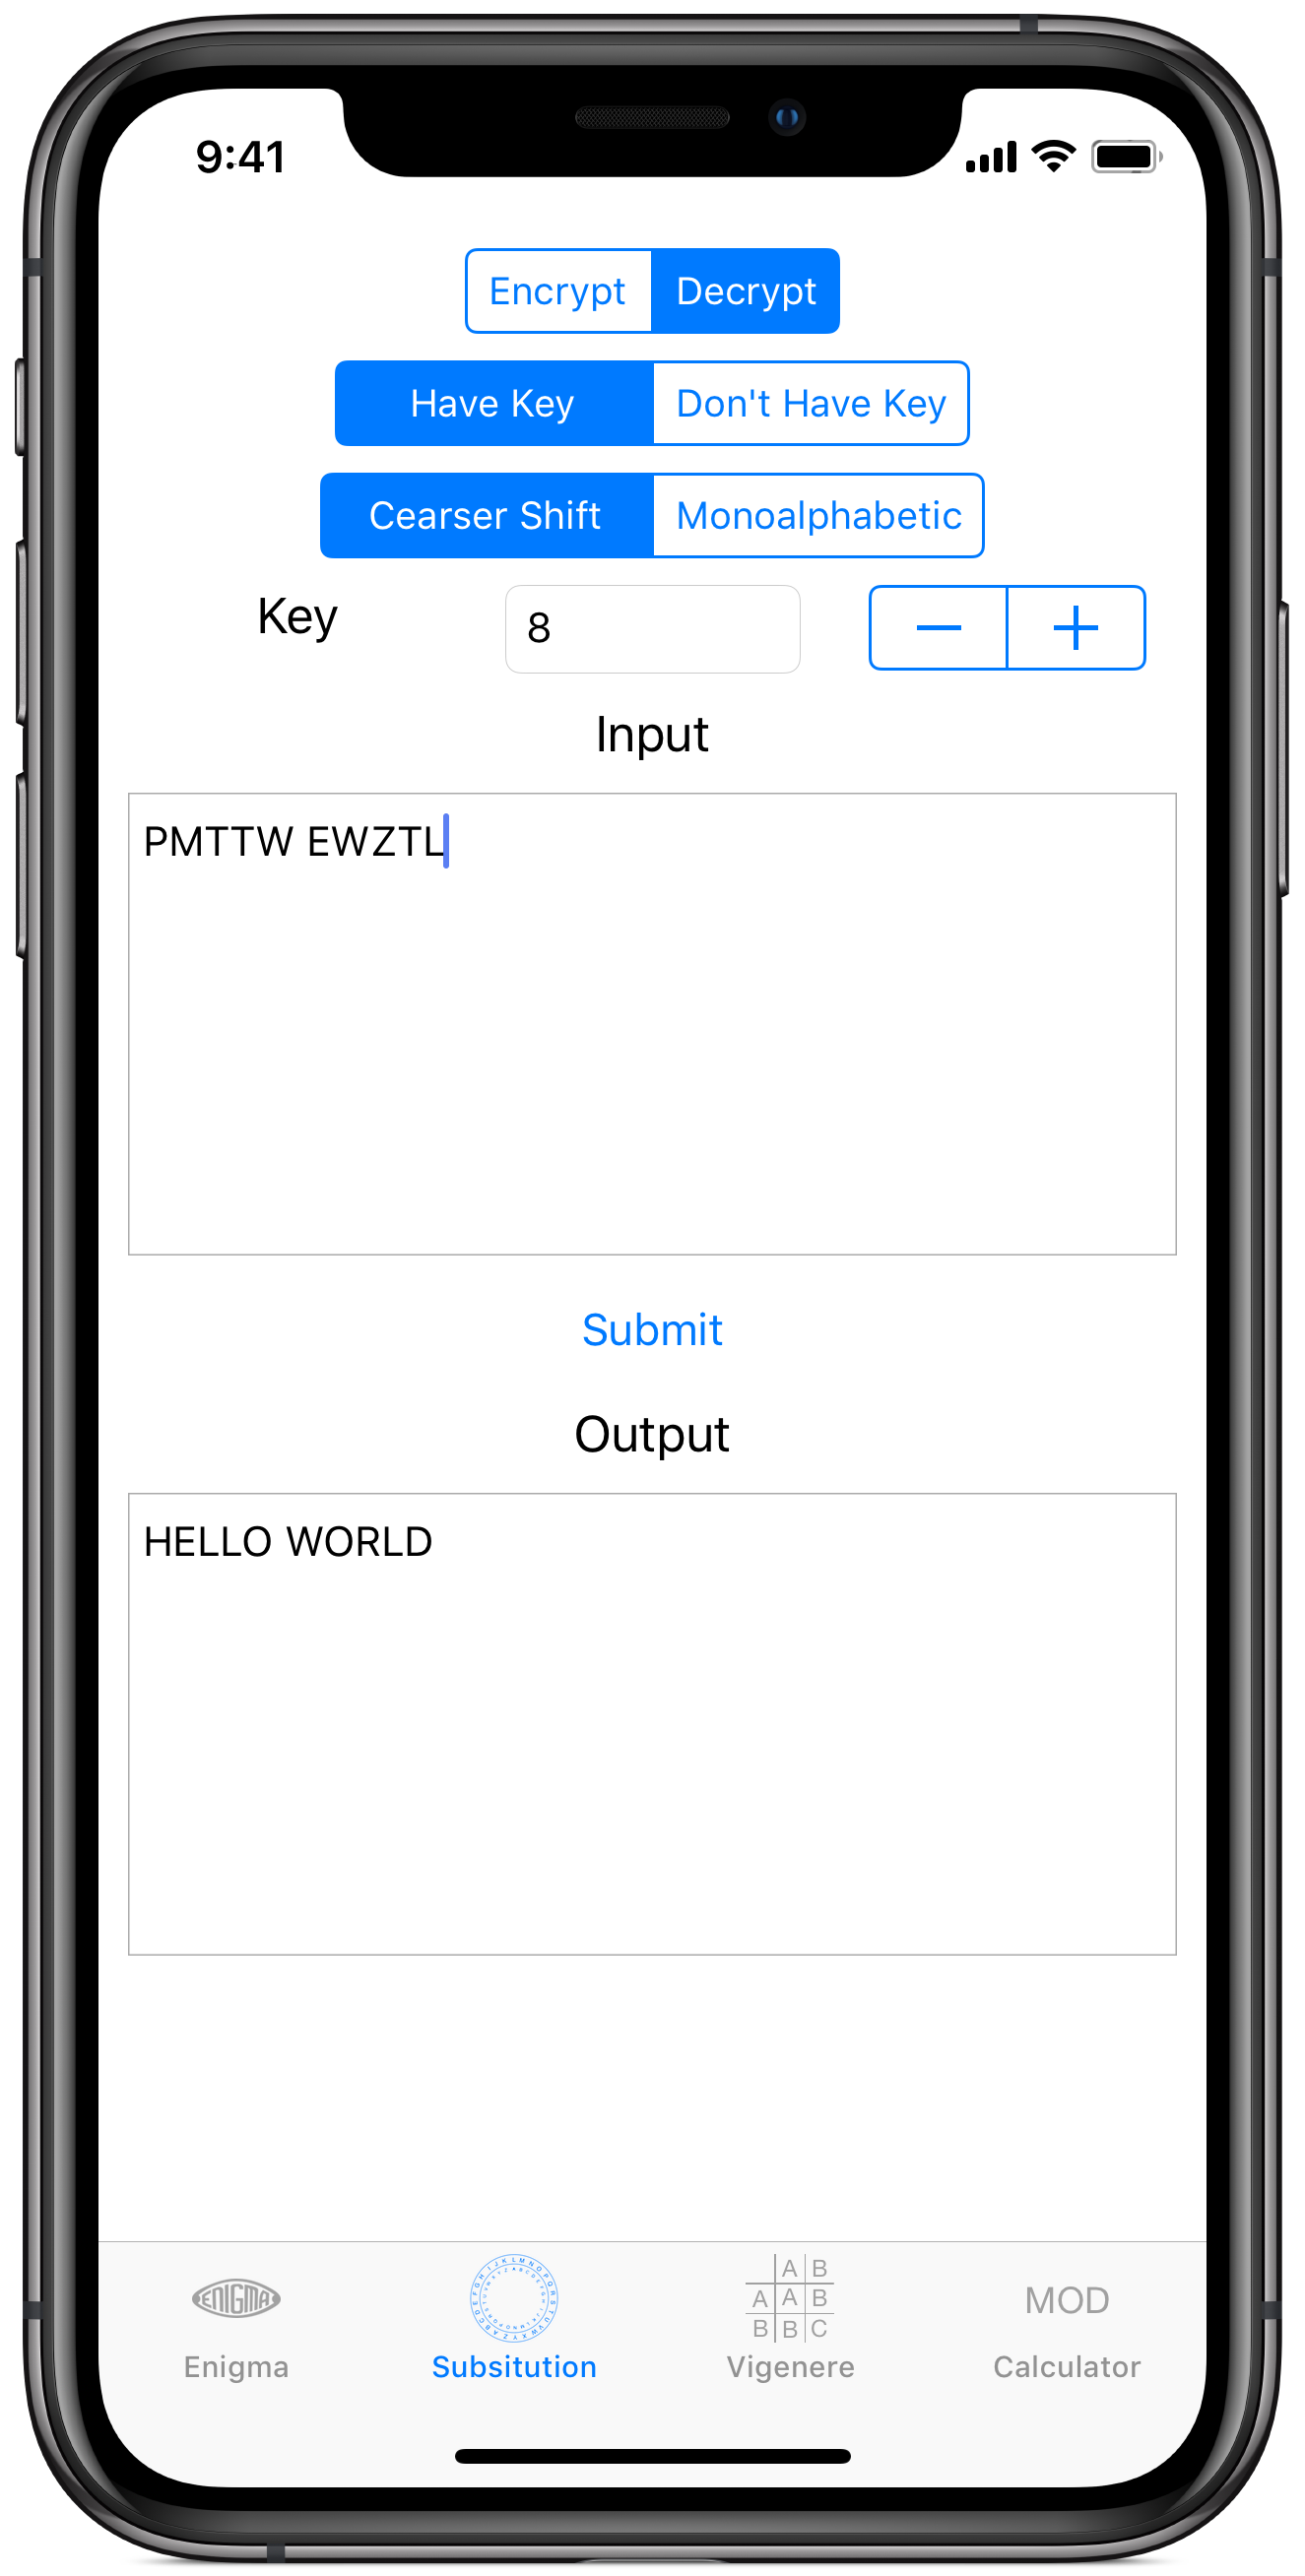 9:41
Encrypt Decrypt
Have Key Don't Have Key
Cearser Shift Monoalphabetic
Key 8 − +
Input
PMTTW EWZTL
Submit
Output
HELLO WORLD
ENIGMA
A B
A A B
B B C
MOD
Enigma Subsitution Vigenere Calculator